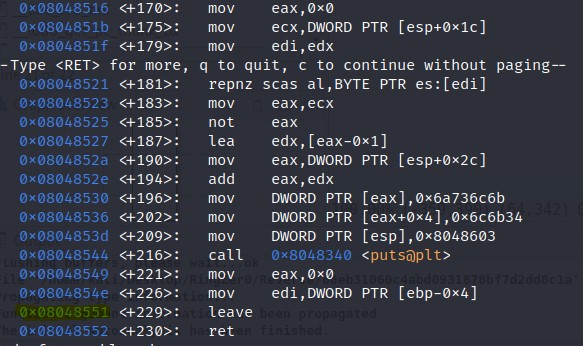 0×08048516 <+170>: mov eax,0×0
0×0804851b <+175>: mov ecx,DWORD PTR [esp+0×1c]
0×0804851f <+179>: mov edi,edx
-Type <RET> for more, q to quit, c to continue without paging--
0×08048521 <+181>: repnz scas al,BYTE PTR es:[edi]
0×08048523 <+183>: mov eax,ecx
0×08048525 <+185>: not eax
0×08048527 <+187>: lea edx,[eax-0×1]
0×0804852a <+190>: mov eax,DWORD PTR [esp+0×2c]
0×0804852e <+194>: add eax,edx
0×08048530 <+196>: mov DWORD PTR [eax],0×6a736c6b
0×08048536 <+202>: mov DWORD PTR [eax+0×4],0×6c6b34
0×0804853d <+209>: mov DWORD PTR [esp],0×8048603
0×08048544 <+216>: call 0×8048340 <puts@plt>
0×08048549 <+221>: mov eax,0×0
0×0804854e <+226>: mov edi,DWORD PTR [ebp-0×4]
0×08048551 <+229>: leave
0×08048552 <+230>: ret